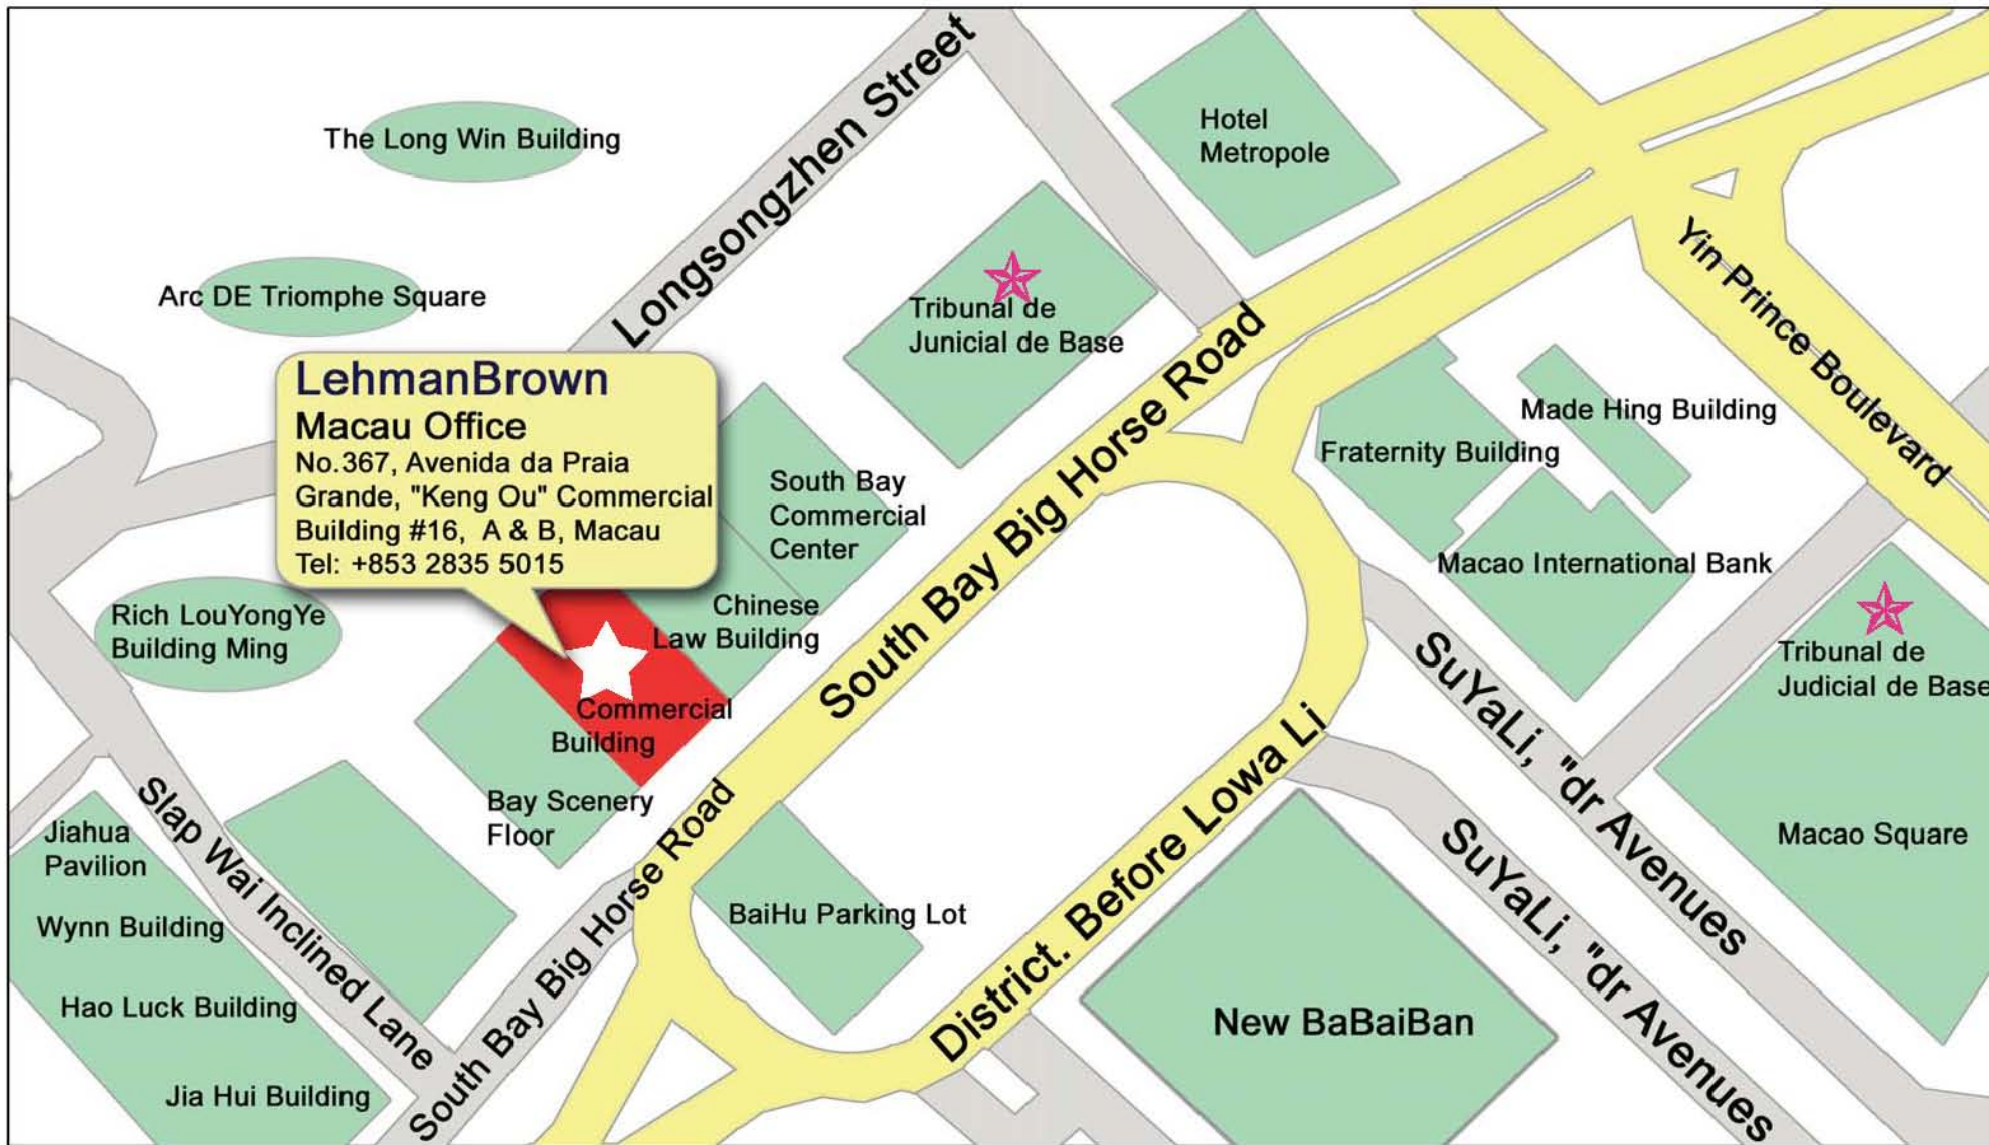 Longsongzhen Street
Hotel
Metropole
The Long Win Building
Arc DE Triomphe Square
Tribunal de
Junicial de Base
Yin Prince Boulevard
LehmanBrown
Macau Office
No.367, Avenida da Praia
Grande, "Keng Ou" Commercial
Building #16, A & B, Macau
Tel: +853 2835 5015
South Bay Big Horse Road
Made Hing Building
Fraternity Building
South Bay
Commercial
Center
Macao International Bank
Chinese
Law Building
Rich LouYongYe
Building Ming
Tribunal de
Judicial de Base
Commercial
Building
SuYaLi, "dr Avenues
Bay Scenery
Floor
South Bay Big Horse Road
District. Before Lowa Li
Slap Wai Inclined Lane
Jiahua
Pavilion
Macao Square
SuYaLi, "dr Avenues
Wynn Building
BaiHu Parking Lot
Hao Luck Building
New BaBaiBan
Jia Hui Building